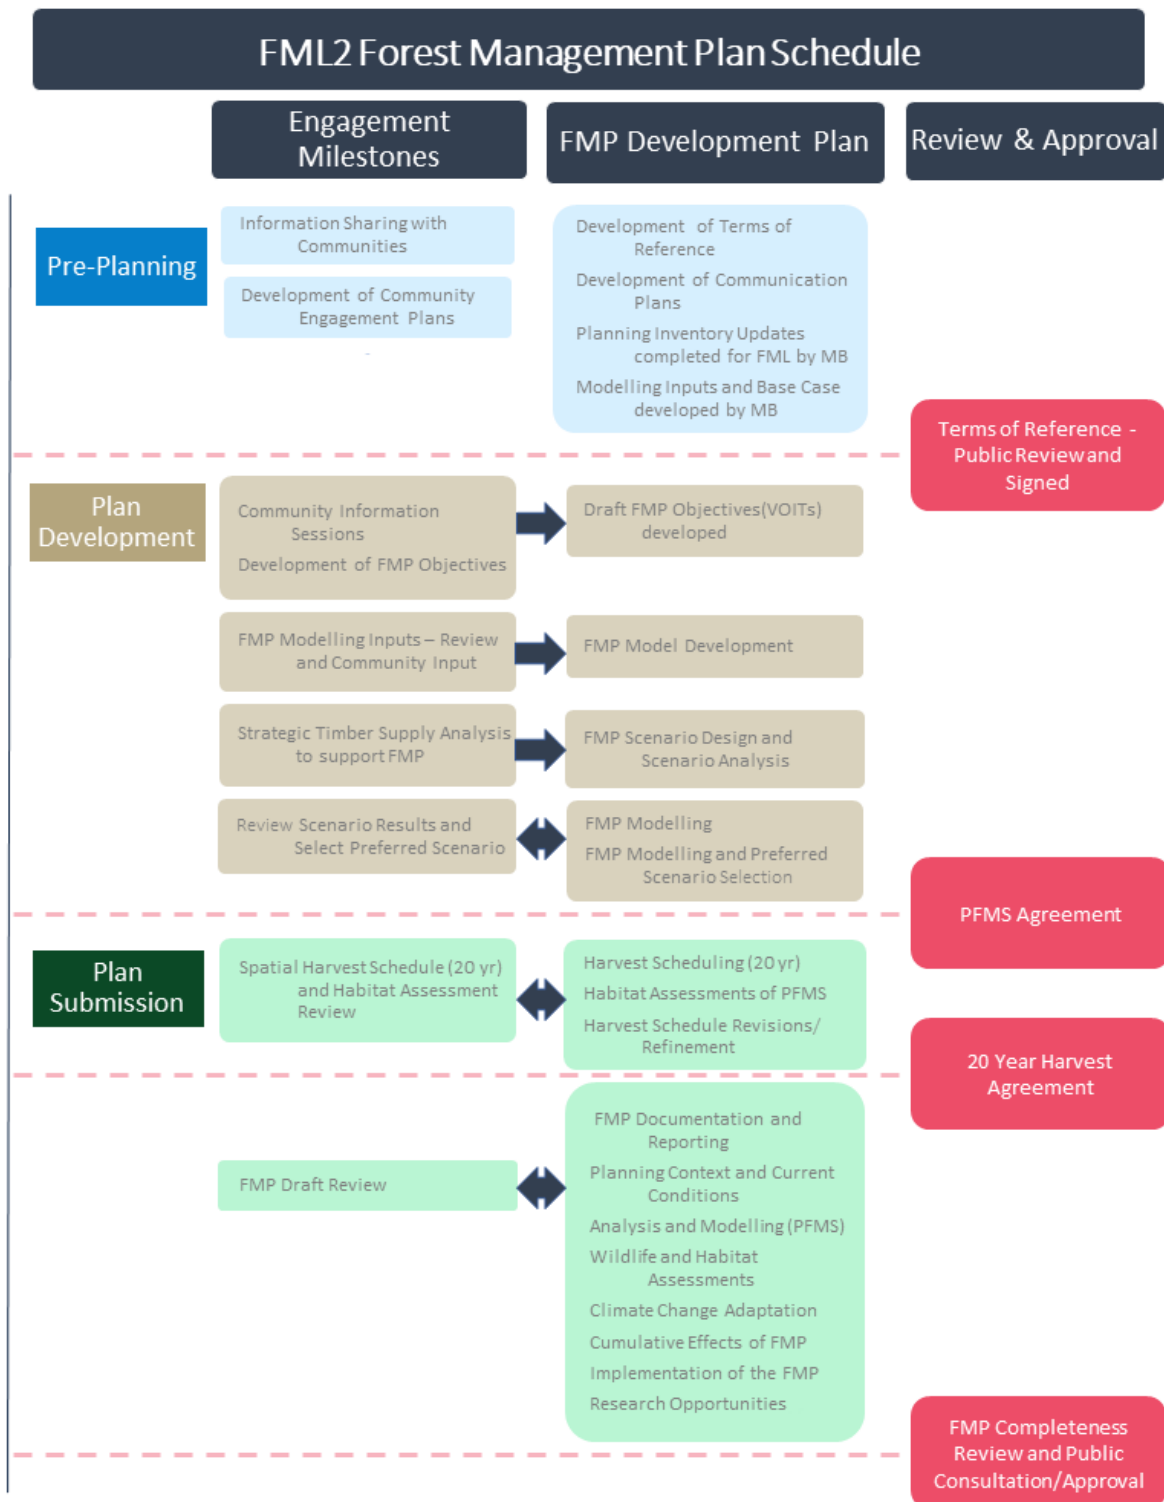 FML2 Forest Management Plan Schedule
Engagement
Milestones
FMP Development Plan
Review & Approval
Pre-Planning
Information Sharing with
Communities
Development of Community
Engagement Plans
Development of Terms of
Reference
Development of Communication
Plans
Planning Inventory Updates
completed for FML by MB
Modelling Inputs and Base Case
developed by MB
Terms of Reference -
Public Review and
Signed
Plan
Development
Community Information
Sessions
Development of FMP Objectives
Draft FMP Objectives(VOITs)
developed
FMP Modelling Inputs – Review
and Community Input
FMP Model Development
Strategic Timber Supply Analysis
to support FMP
FMP Scenario Design and
Scenario Analysis
Review Scenario Results and
Select Preferred Scenario
FMP Modelling
FMP Modelling and Preferred
Scenario Selection
PFMS Agreement
Plan
Submission
Spatial Harvest Schedule (20 yr)
and Habitat Assessment
Review
Harvest Scheduling (20 yr)
Habitat Assessments of PFMS
Harvest Schedule Revisions/
Refinement
20 Year Harvest
Agreement
FMP Draft Review
FMP Documentation and
Reporting
Planning Context and Current
Conditions
Analysis and Modelling (PFMS)
Wildlife and Habitat
Assessments
Climate Change Adaptation
Cumulative Effects of FMP
Implementation of the FMP
Research Opportunities
FMP Completeness
Review and Public
Consultation/Approval